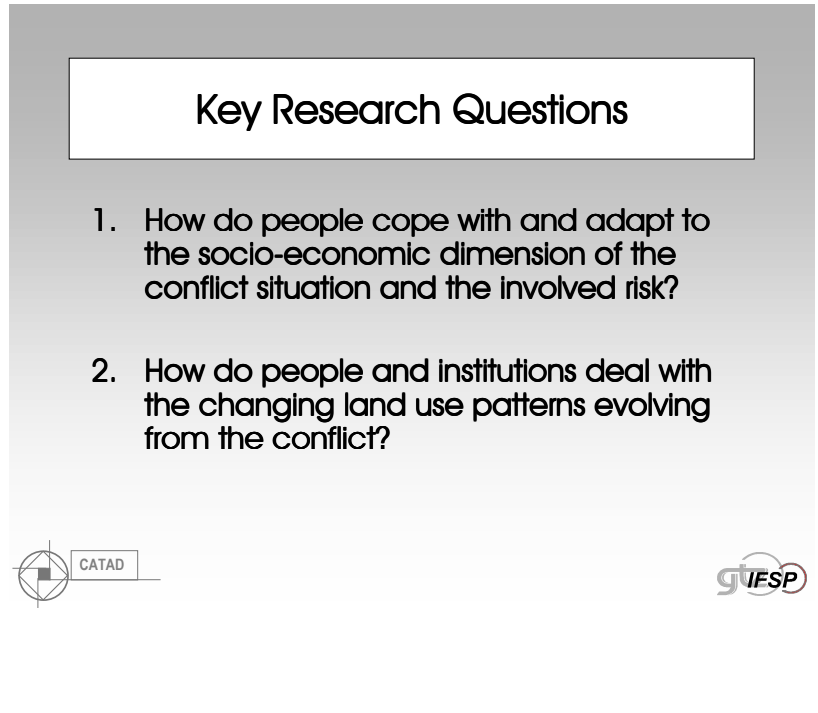 Key Research Questions
1. How do people cope with and adapt to
the socio-economic dimension of the
conflict situation and the involved risk?
2. How do people and institutions deal with
the changing land use patterns evolving
from the conflict?
CATAD
gtz IFSP